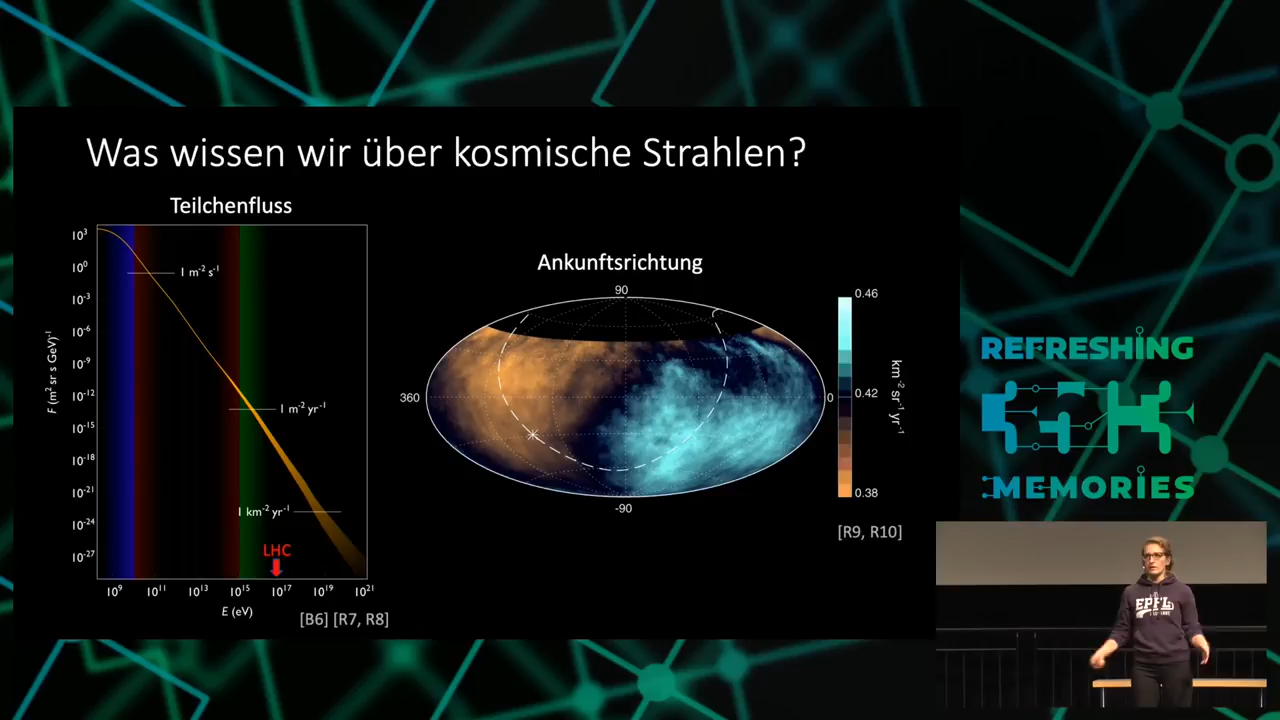 Was wissen wir über kosmische Strahlen?
Teilchenfluss
10³
10⁰
10⁻³
10⁻⁶
10⁻⁹
10⁻¹²
10⁻¹⁵
10⁻¹⁸
10⁻²¹
10⁻²⁴
10⁻²⁷
F (m² sr s GeV)⁻¹
1 m⁻² s⁻¹
1 m⁻² yr⁻¹
1 km⁻² yr⁻¹
LHC
10⁹ 10¹¹ 10¹³ 10¹⁵ 10¹⁷ 10¹⁹ 10²¹
E (eV)
[B6] [R7, R8]
Ankunftsrichtung
90
360
0
-90
0.46
0.42
0.38
km⁻² sr⁻¹ yr⁻¹
[R9, R10]
REFRESHING
MEMORIES
EPFL